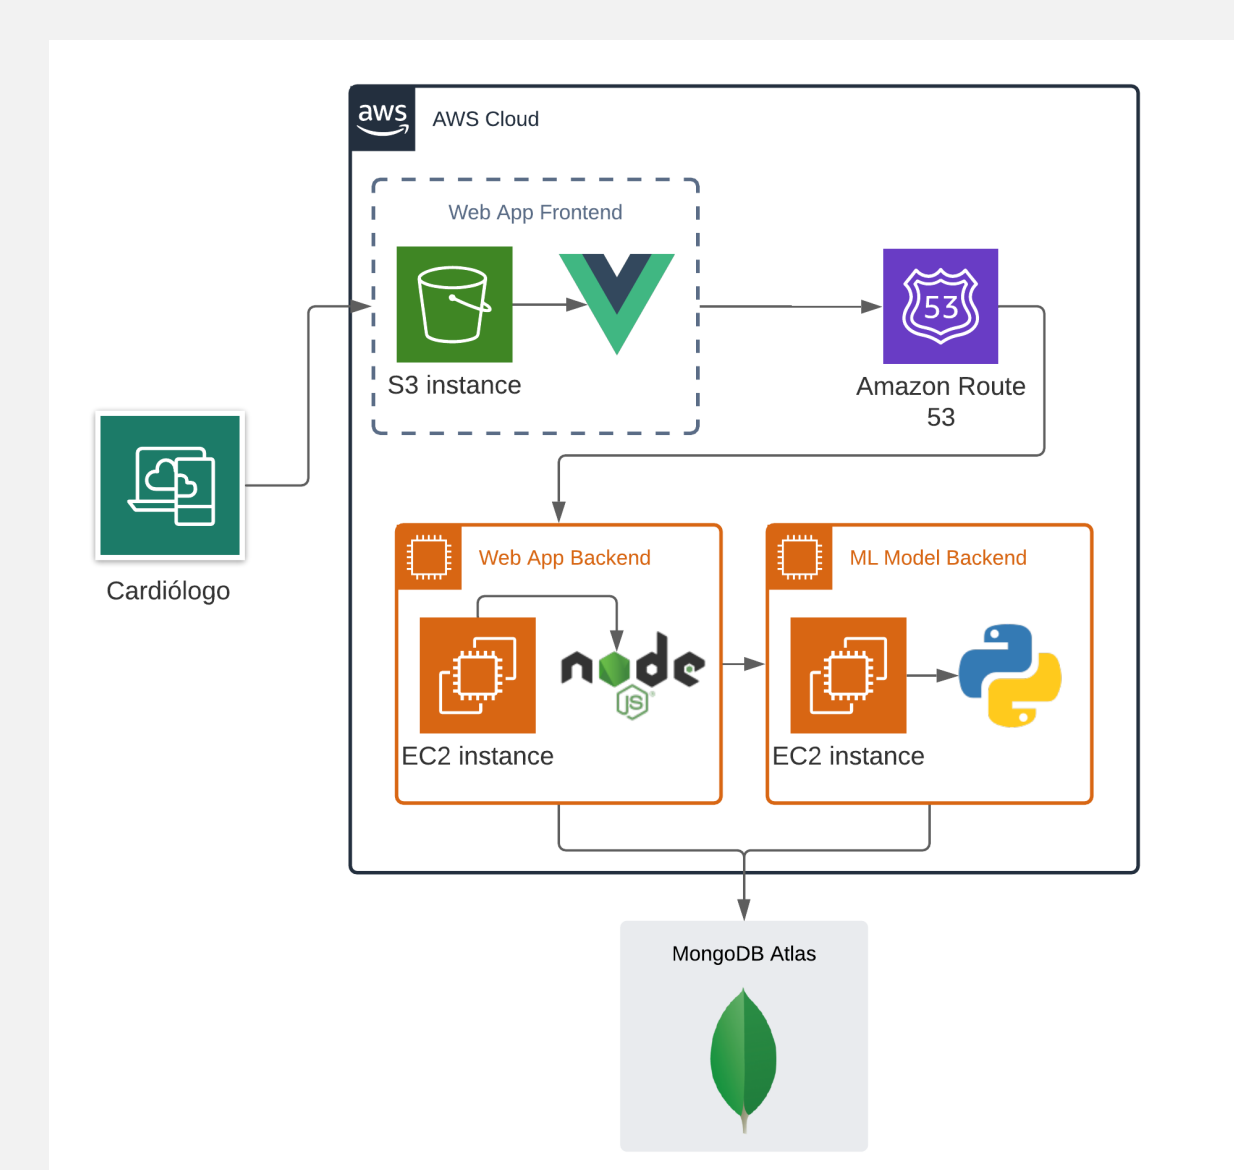 aws
AWS Cloud
Web App Frontend
53
S3 instance
Amazon Route
53
Cardiólogo
Web App Backend
ML Model Backend
node
JS
®
EC2 instance
EC2 instance
MongoDB Atlas